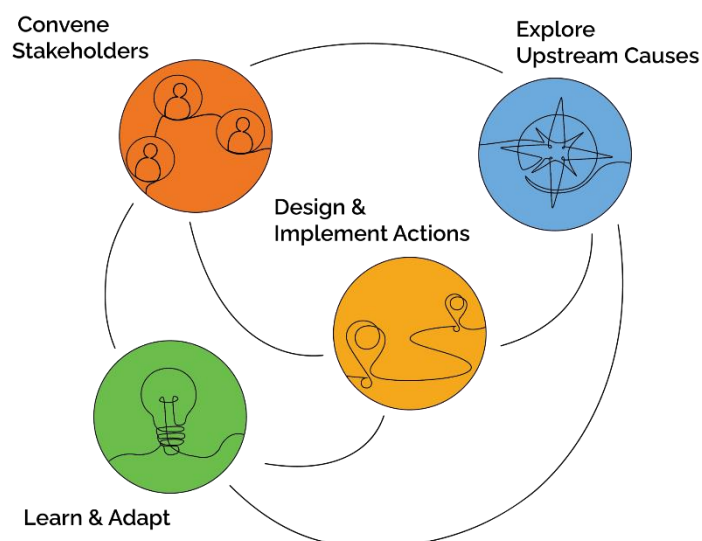 Convene
Stakeholders
Explore
Upstream Causes
Design &
Implement Actions
Learn & Adapt